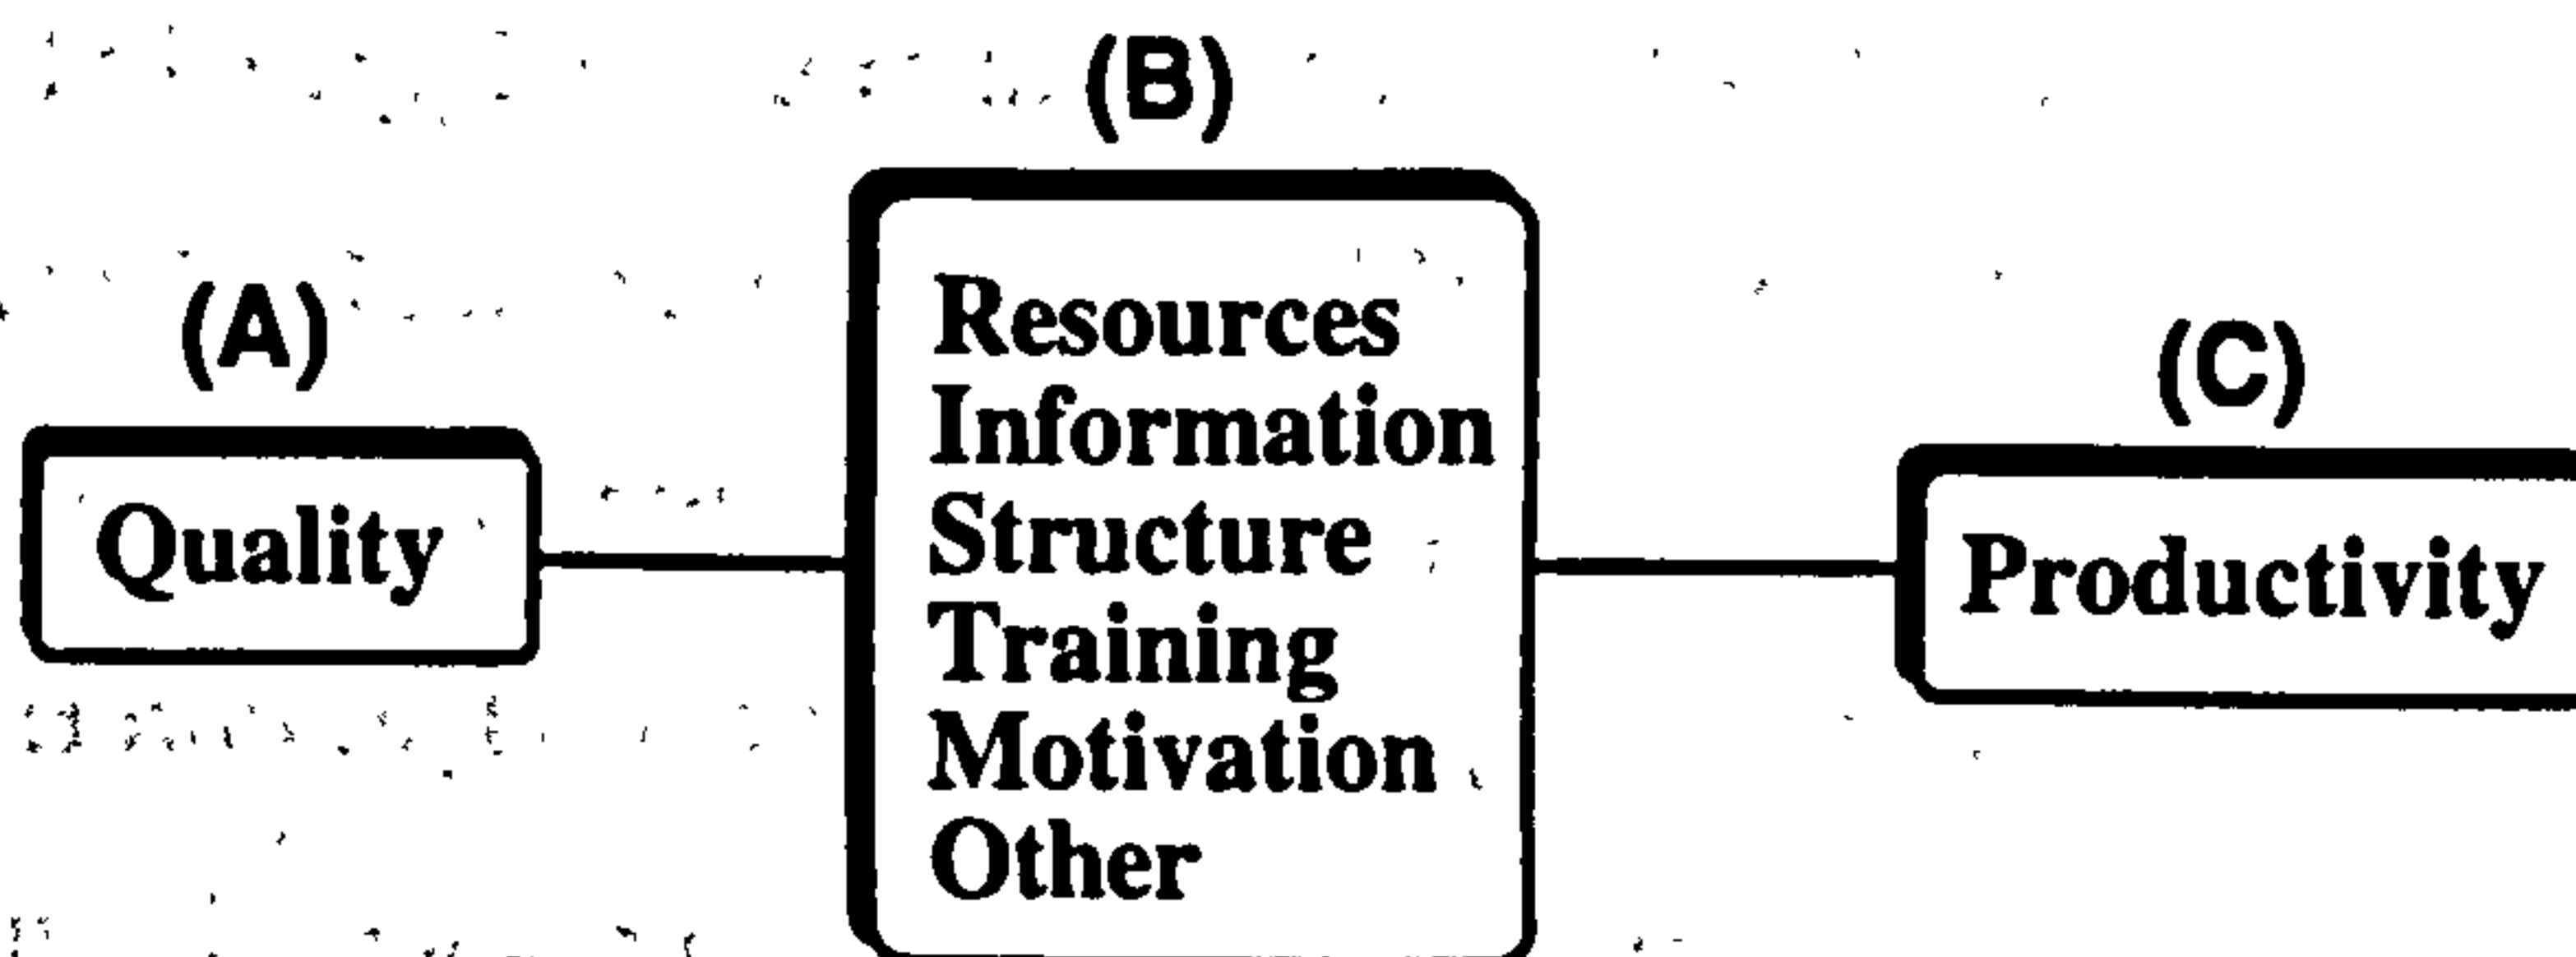 (B)
(A)
Resources
Information
(C)
Quality
Structure
Productivity
Training
Motivation
Other